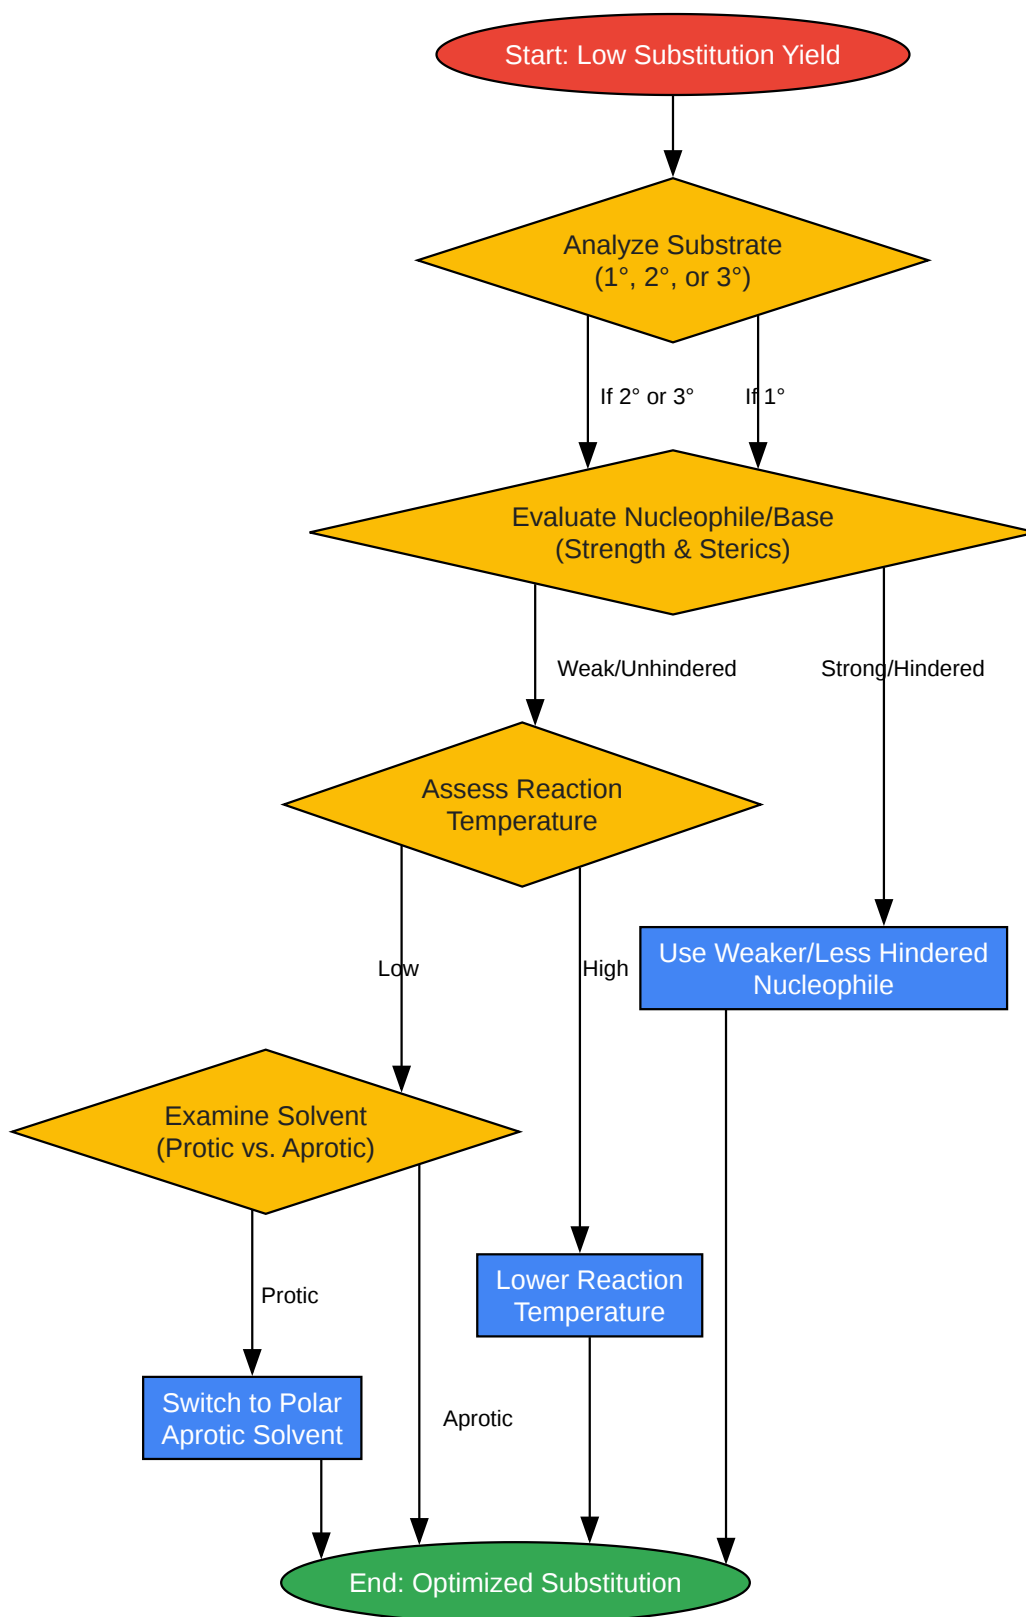 Start: Low Substitution Yield
Analyze Substrate
(1°, 2°, or 3°)
If 2° or 3°
If 1°
Evaluate Nucleophile/Base
(Strength & Sterics)
Weak/Unhindered
Strong/Hindered
Assess Reaction
Temperature
Low
High
Use Weaker/Less Hindered
Nucleophile
Examine Solvent
(Protic vs. Aprotic)
Protic
Lower Reaction
Temperature
Switch to Polar
Aprotic Solvent
Aprotic
End: Optimized Substitution